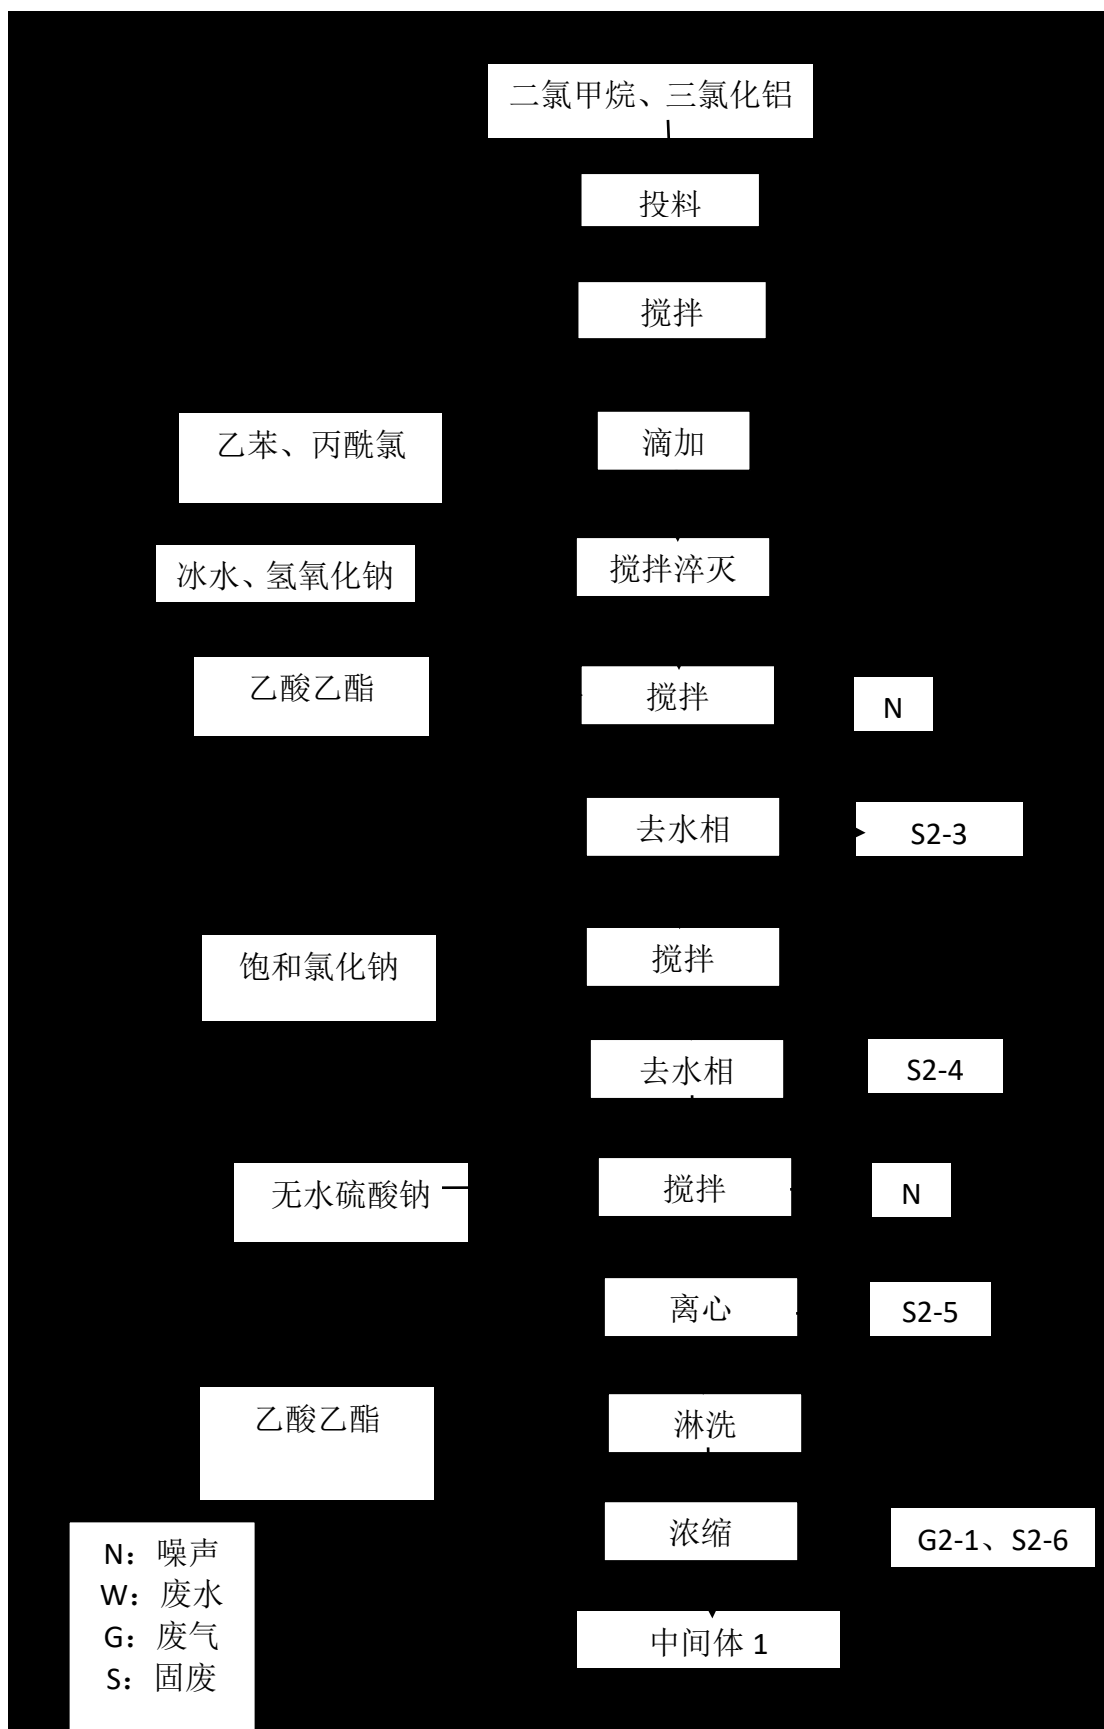 二氯甲烷、三氯化铝
投料
搅拌
乙苯、丙酰氯
滴加
冰水、氢氧化钠
搅拌淬灭
乙酸乙酯
搅拌
N
去水相
S2-3
饱和氯化钠
搅拌
去水相
S2-4
无水硫酸钠
搅拌
N
离心
S2-5
乙酸乙酯
淋洗
浓缩
G2-1、S2-6
中间体 1
N：噪声
W：废水
G：废气
S：固废